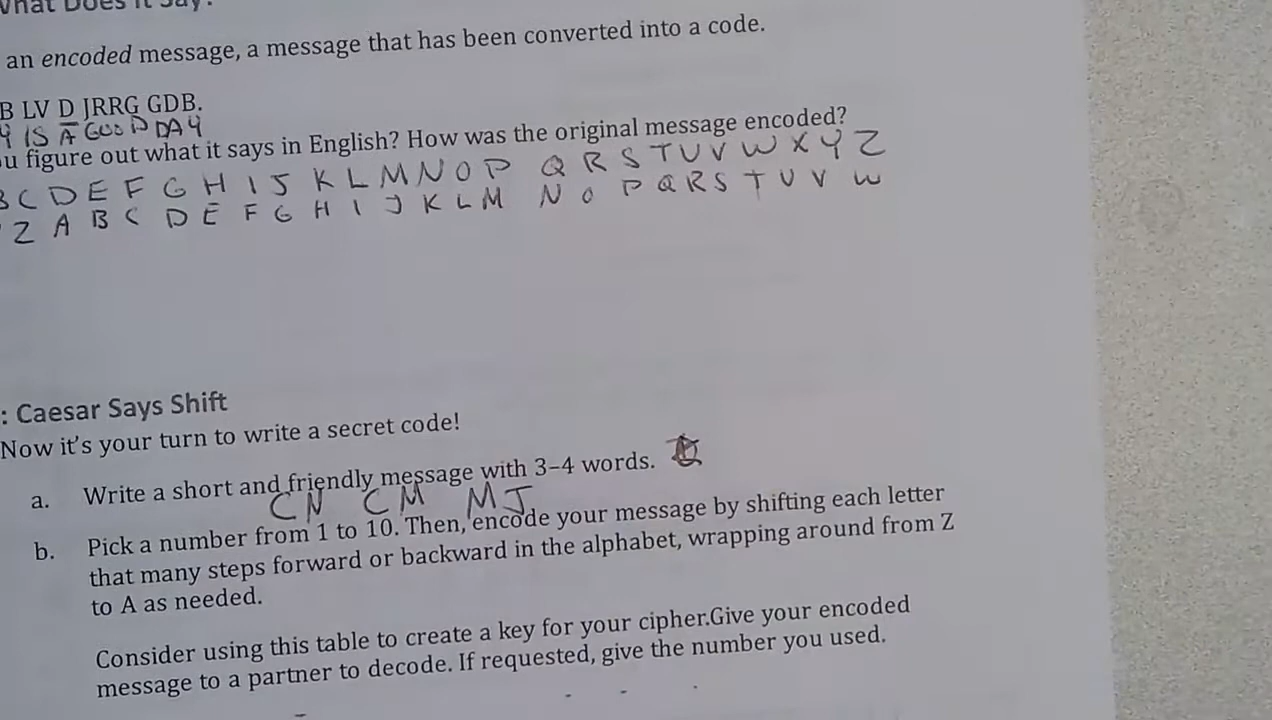 What Does It Say?
an encoded message, a message that has been converted into a code.
B LV D JRRG GDB.
Y IS A GOOD DAY
u figure out what it says in English? How was the original message encoded?
B C D E F G H I J K L M N O P Q R S T U V W X Y Z
Z A B C D E F G H I J K L M N O P Q R S T U V W
: Caesar Says Shift
Now it's your turn to write a secret code!
a. Write a short and friendly message with 3–4 words.
CN CM MJ
b. Pick a number from 1 to 10. Then, encode your message by shifting each letter
that many steps forward or backward in the alphabet, wrapping around from Z
to A as needed.
Consider using this table to create a key for your cipher.Give your encoded
message to a partner to decode. If requested, give the number you used.